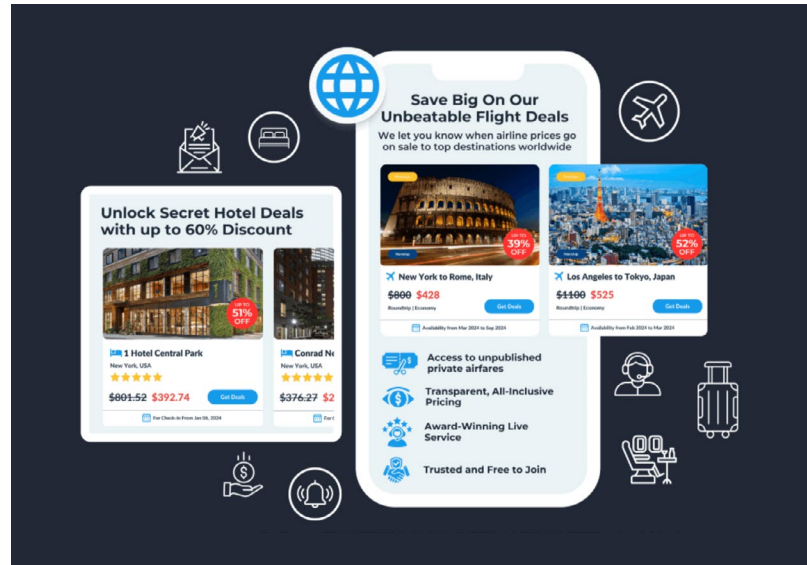 Save Big On Our
Unbeatable Flight Deals
We let you know when airline prices go
on sale to top destinations worldwide
Nonstop
UP TO
39%
OFF
New York to Rome, Italy
$800 $428
Roundtrip | Economy
Get Deals
Availability from Mar 2024 to Sep 2024
UP TO
52%
OFF
Los Angeles to Tokyo, Japan
$1100 $525
Roundtrip | Economy
Get Deals
Availability from Feb 2024 to Mar 2024
Access to unpublished
private airfares
Transparent, All-Inclusive
Pricing
Award-Winning Live
Service
Trusted and Free to Join
Unlock Secret Hotel Deals
with up to 60% Discount
UP TO
51%
OFF
1 Hotel Central Park
New York, USA
$801.52 $392.74
Get Deals
For Check-In From Jan 08, 2024
Conrad Ne
New York, USA
$376.27 $2
For C